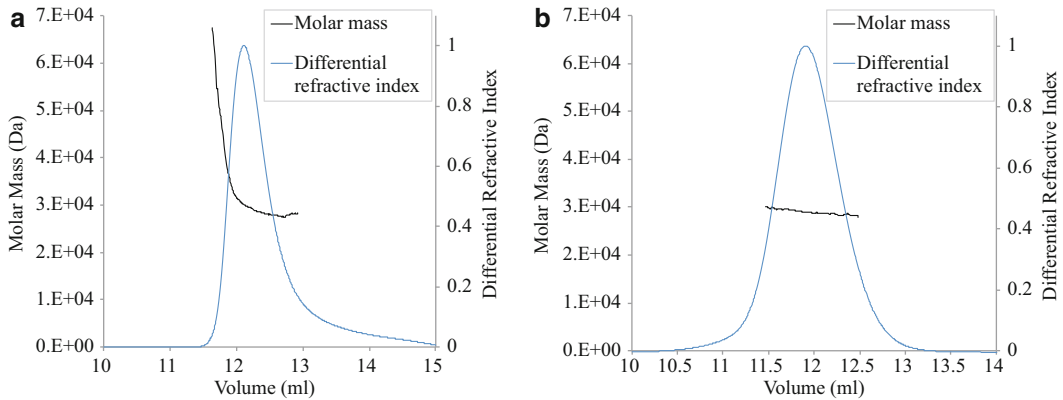 a
7.E+04
6.E+04
5.E+04
4.E+04
3.E+04
2.E+04
1.E+04
0.E+00
Molar Mass (Da)
10 11 12 13 14 15
Volume (ml)
Molar mass
Differential
refractive index
1
0.8
0.6
0.4
0.2
0
Differential Refractive Index
b
7.E+04
6.E+04
5.E+04
4.E+04
3.E+04
2.E+04
1.E+04
0.E+00
Molar Mass (Da)
10 10.5 11 11.5 12 12.5 13 13.5 14
Volume (ml)
Molar mass
Differential
refractive index
1
0.8
0.6
0.4
0.2
0
Differential Refractive Index